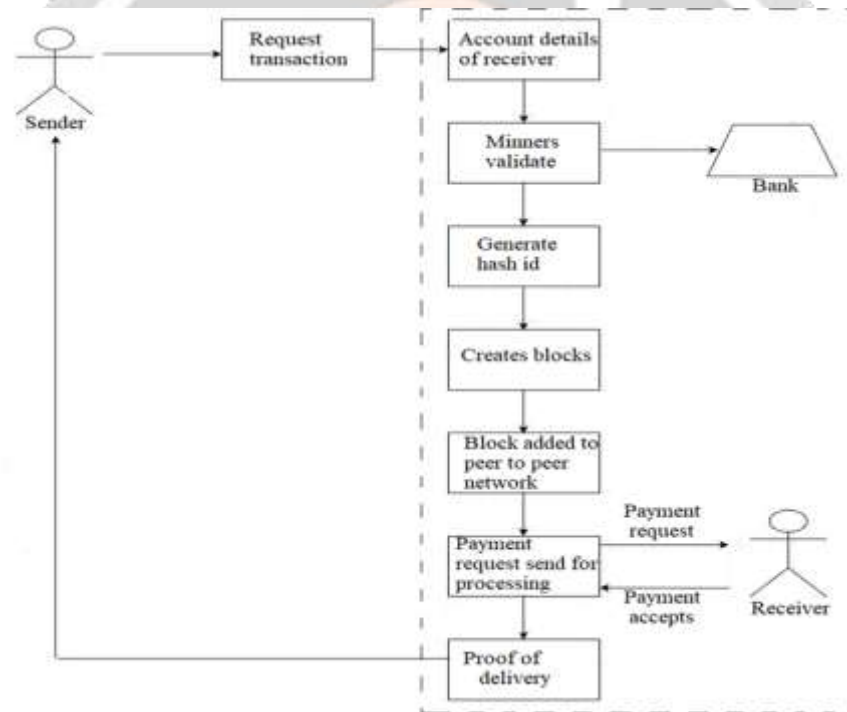 Request
transaction
Account details
of receiver
Sender
Minners
validate
Bank
Generate
hash id
Creates blocks
Block added to
peer to peer
network
Payment
request
Payment
request send for
processing
Payment
accepts
Receiver
Proof of
delivery